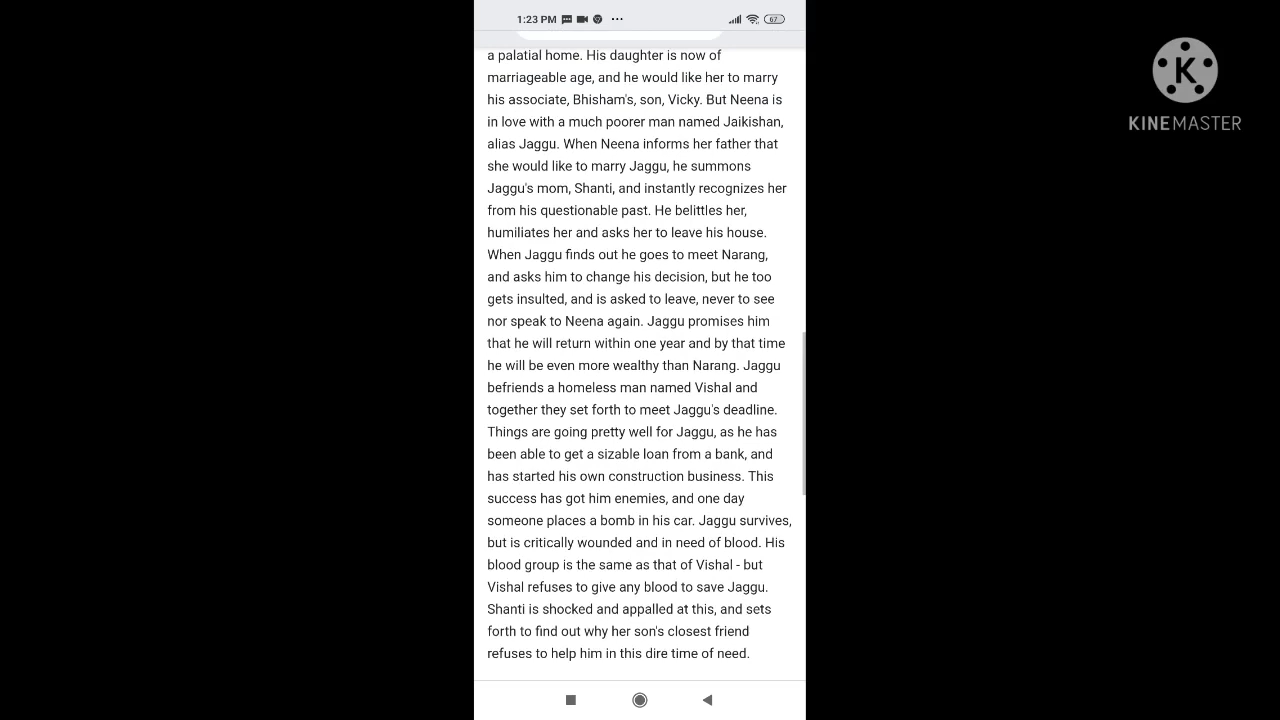 1:23 PM
67
a palatial home. His daughter is now of
marriageable age, and he would like her to marry
his associate, Bhisham's, son, Vicky. But Neena is
in love with a much poorer man named Jaikishan,
alias Jaggu. When Neena informs her father that
she would like to marry Jaggu, he summons
Jaggu's mom, Shanti, and instantly recognizes her
from his questionable past. He belittles her,
humiliates her and asks her to leave his house.
When Jaggu finds out he goes to meet Narang,
and asks him to change his decision, but he too
gets insulted, and is asked to leave, never to see
nor speak to Neena again. Jaggu promises him
that he will return within one year and by that time
he will be even more wealthy than Narang. Jaggu
befriends a homeless man named Vishal and
together they set forth to meet Jaggu's deadline.
Things are going pretty well for Jaggu, as he has
been able to get a sizable loan from a bank, and
has started his own construction business. This
success has got him enemies, and one day
someone places a bomb in his car. Jaggu survives,
but is critically wounded and in need of blood. His
blood group is the same as that of Vishal - but
Vishal refuses to give any blood to save Jaggu.
Shanti is shocked and appalled at this, and sets
forth to find out why her son's closest friend
refuses to help him in this dire time of need.
K
KINEMASTER